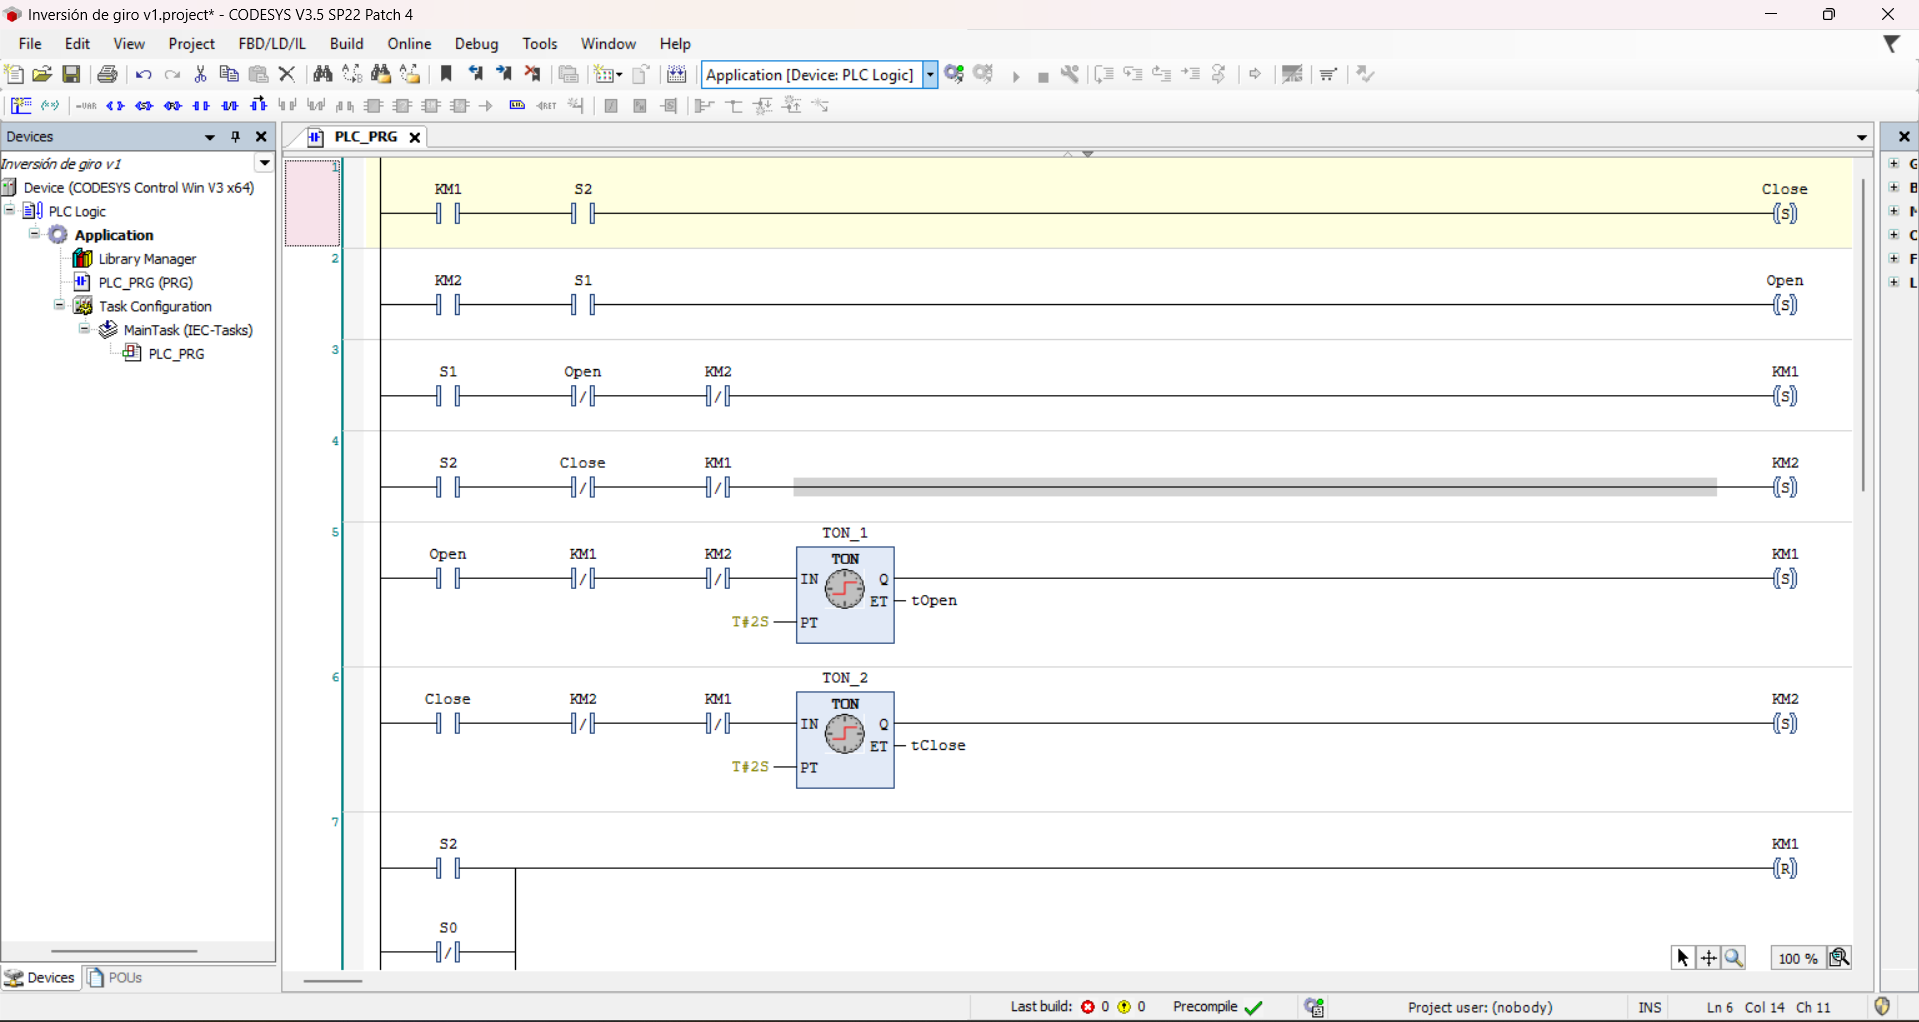 Inversión de giro v1.project* - CODESYS V3.5 SP22 Patch 4
File Edit View Project FBD/LD/IL Build Online Debug Tools Window Help
Application [Device: PLC Logic]
VAR
RET
Devices
PLC_PRG
Inversión de giro v1
Device (CODESYS Control Win V3 x64)
PLC Logic
Application
Library Manager
PLC_PRG (PRG)
Task Configuration
MainTask (IEC-Tasks)
PLC_PRG
1
KM1 S2 Close
S
2
KM2 S1 Open
S
3
S1 Open KM2 KM1
S
4
S2 Close KM1 KM2
S
5
TON_1
Open KM1 KM2 TON KM1
IN Q S
ET tOpen
T#2S PT
6
TON_2
Close KM2 KM1 TON KM2
IN Q S
ET tClose
T#2S PT
7
S2 KM1
R
S0
100 %
Devices POUs
Last build: 0 0 Precompile Project user: (nobody) INS Ln 6 Col 14 Ch 11